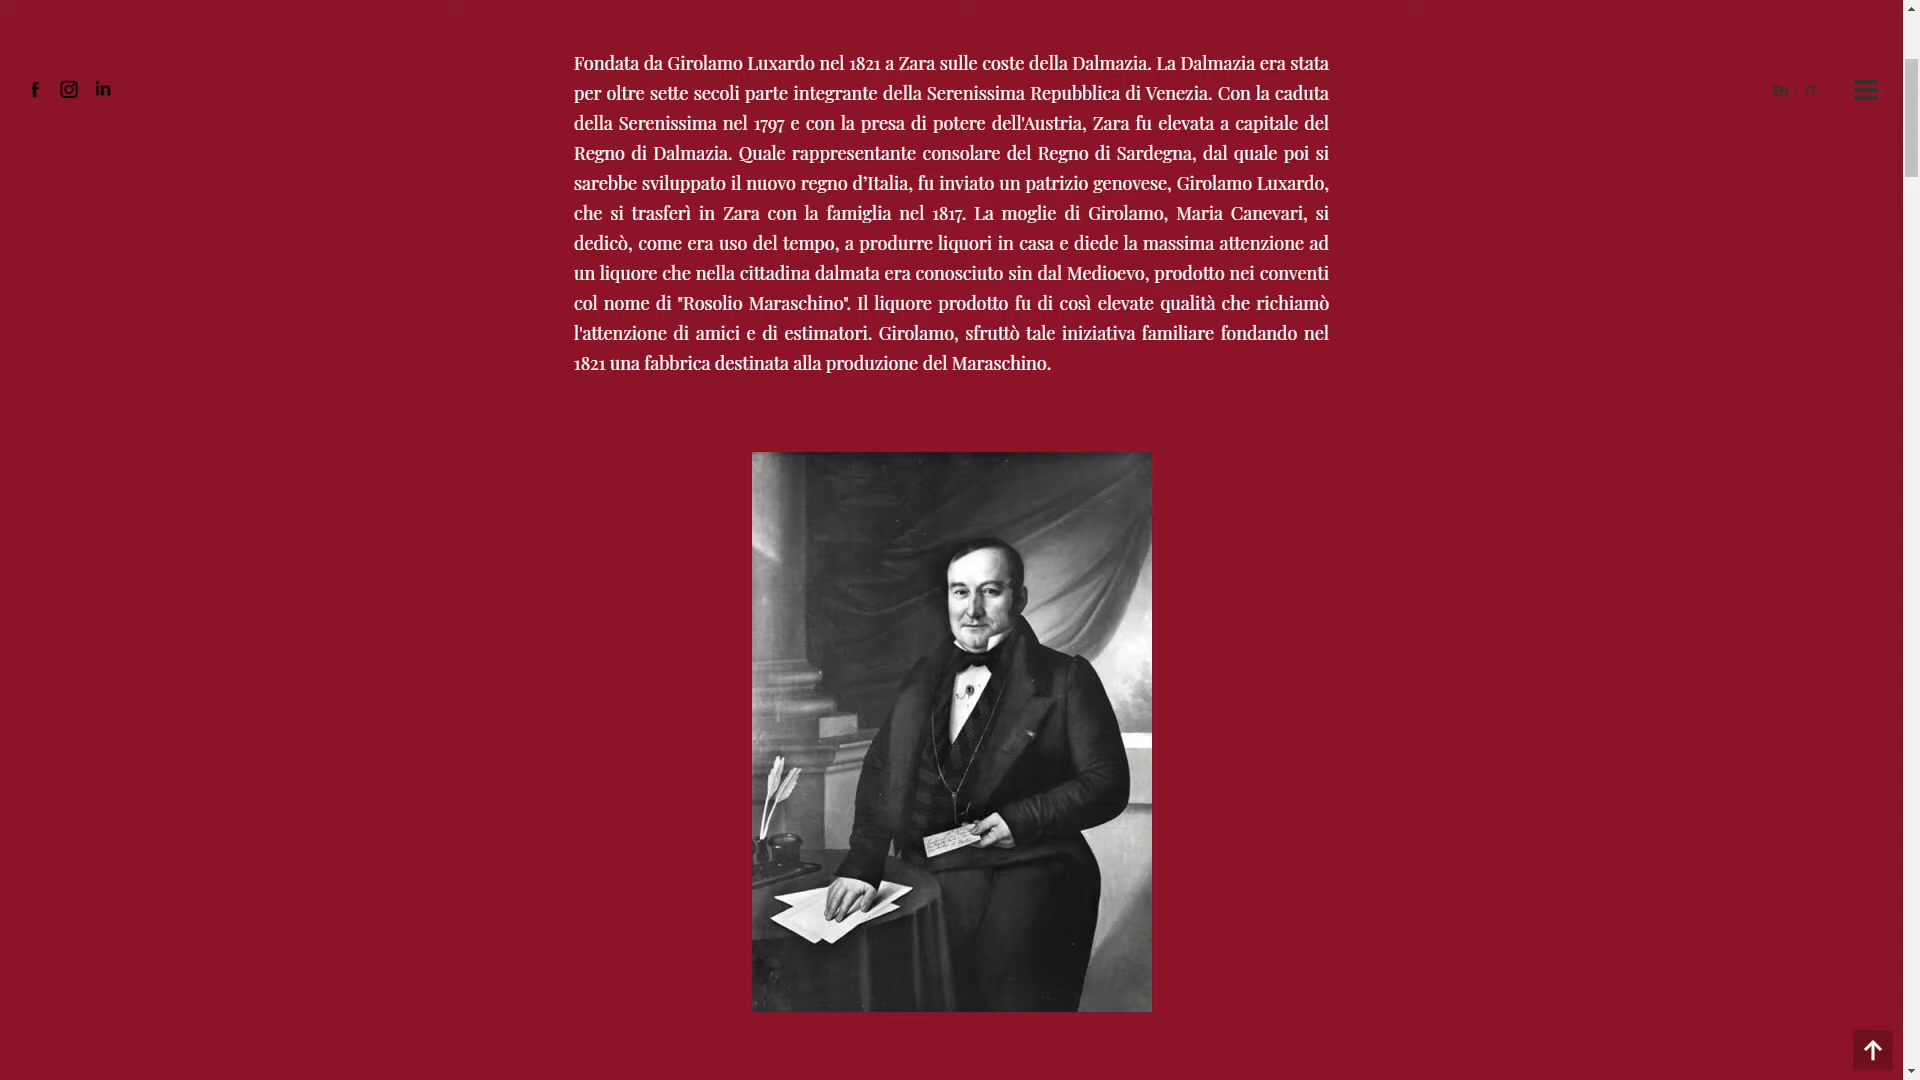 Fondata da Girolamo Luxardo nel 1821 a Zara sulle coste della Dalmazia. La Dalmazia era stata
per oltre sette secoli parte integrante della Serenissima Repubblica di Venezia. Con la caduta
della Serenissima nel 1797 e con la presa di potere dell'Austria, Zara fu elevata a capitale del
Regno di Dalmazia. Quale rappresentante consolare del Regno di Sardegna, dal quale poi si
sarebbe sviluppato il nuovo regno d’Italia, fu inviato un patrizio genovese, Girolamo Luxardo,
che si trasferì in Zara con la famiglia nel 1817. La moglie di Girolamo, Maria Canevari, si
dedicò, come era uso del tempo, a produrre liquori in casa e diede la massima attenzione ad
un liquore che nella cittadina dalmata era conosciuto sin dal Medioevo, prodotto nei conventi
col nome di "Rosolio Maraschino". Il liquore prodotto fu di così elevate qualità che richiamò
l'attenzione di amici e di estimatori. Girolamo, sfruttò tale iniziativa familiare fondando nel
1821 una fabbrica destinata alla produzione del Maraschino.
EN IT